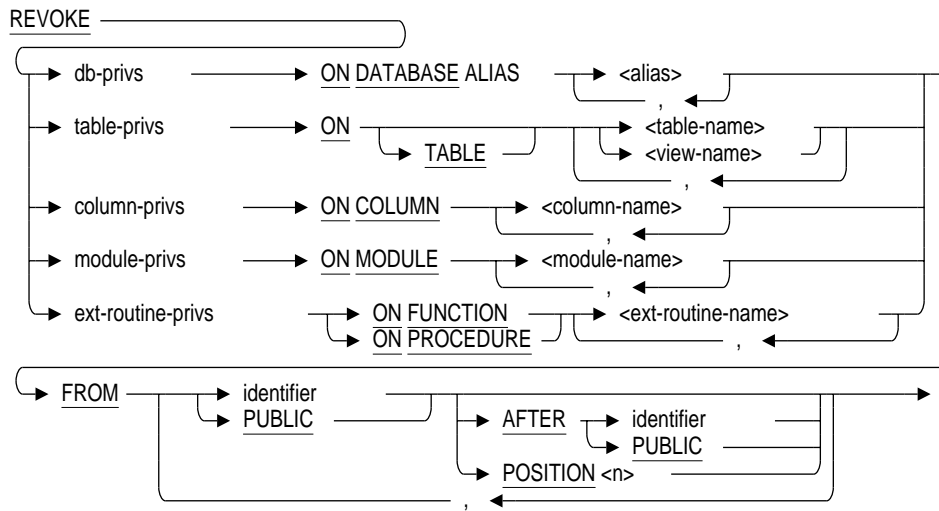 REVOKE
db-privs ON DATABASE ALIAS <alias>
,
table-privs ON <table-name>
TABLE <view-name>
,
column-privs ON COLUMN <column-name>
,
module-privs ON MODULE <module-name>
,
ext-routine-privs ON FUNCTION <ext-routine-name>
ON PROCEDURE ,
FROM identifier
PUBLIC AFTER identifier
PUBLIC
POSITION <n>
,